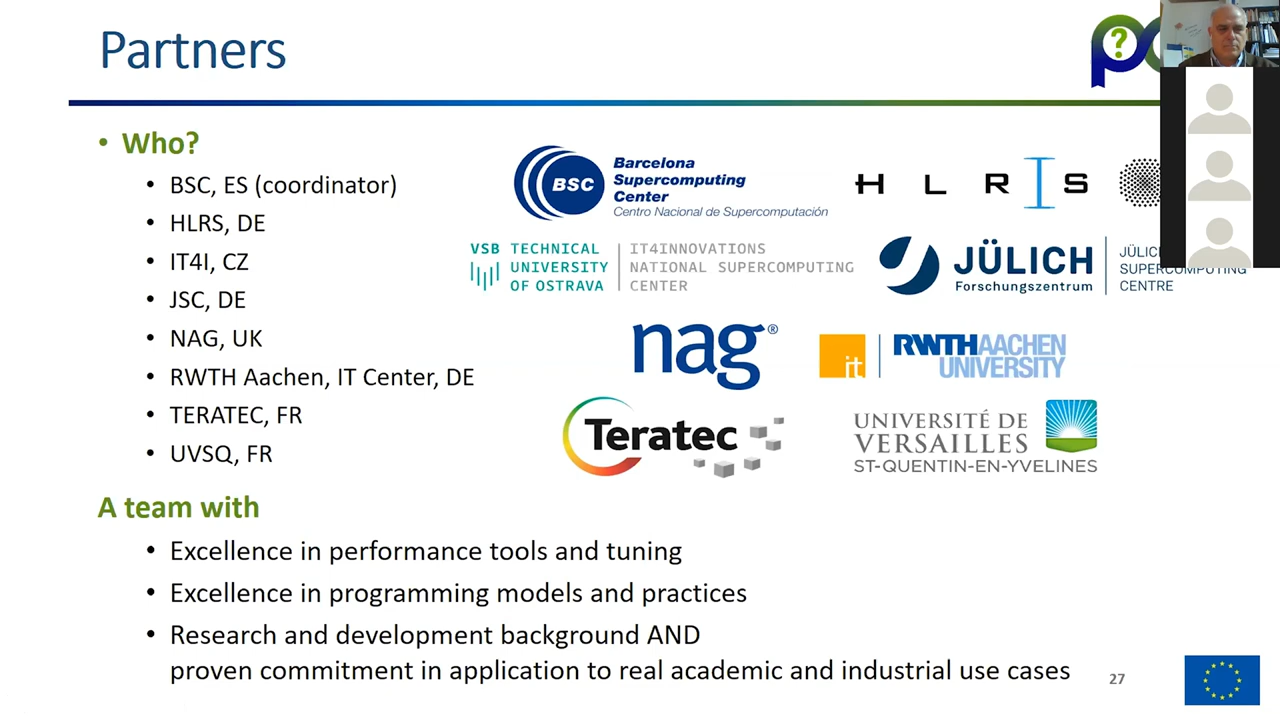 Partners
• Who?
• BSC, ES (coordinator)
• HLRS, DE
• IT4I, CZ
• JSC, DE
• NAG, UK
• RWTH Aachen, IT Center, DE
• TERATEC, FR
• UVSQ, FR
BSC
Barcelona
Supercomputing
Center
Centro Nacional de Supercomputación
H L R I S
VSB TECHNICAL
UNIVERSITY
OF OSTRAVA
IT4INNOVATIONS
NATIONAL SUPERCOMPUTING
CENTER
JÜLICH
Forschungszentrum
SUPERCOMPUTING
CENTRE
nag®
it
RWTH AACHEN
UNIVERSITY
Teratec
UNIVERSITÉ DE
VERSAILLES
ST-QUENTIN-EN-YVELINES
A team with
• Excellence in performance tools and tuning
• Excellence in programming models and practices
• Research and development background AND
proven commitment in application to real academic and industrial use cases
27